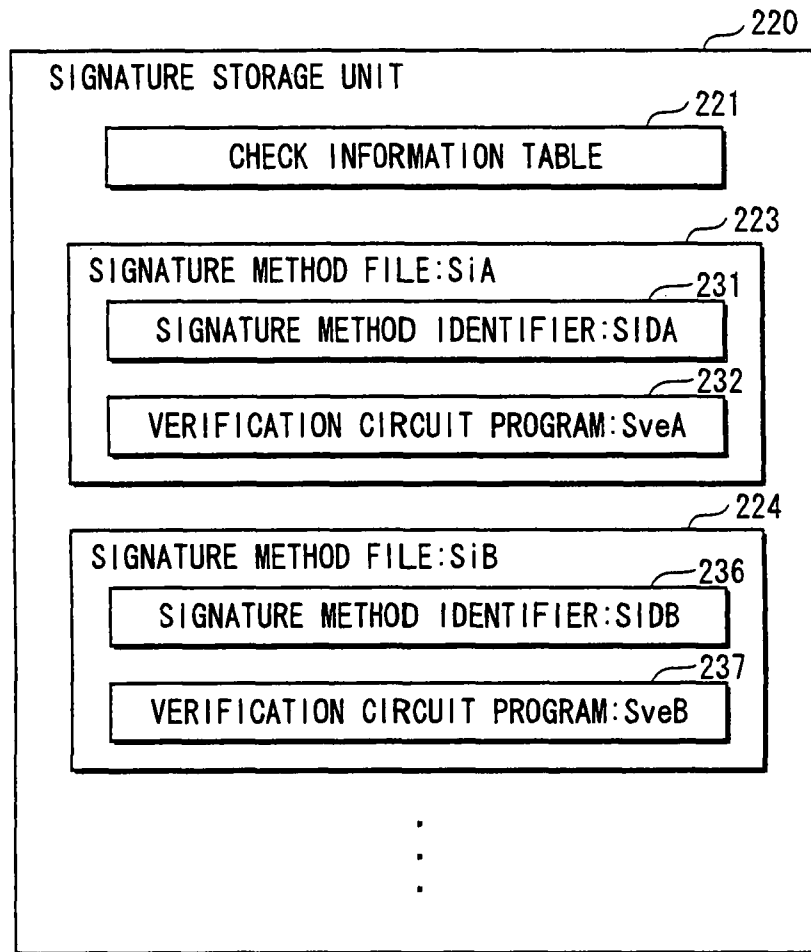 220
SIGNATURE STORAGE UNIT
221
CHECK INFORMATION TABLE
223
SIGNATURE METHOD FILE:SiA
231
SIGNATURE METHOD IDENTIFIER:SIDA
232
VERIFICATION CIRCUIT PROGRAM:SveA
224
SIGNATURE METHOD FILE:SiB
236
SIGNATURE METHOD IDENTIFIER:SIDB
237
VERIFICATION CIRCUIT PROGRAM:SveB